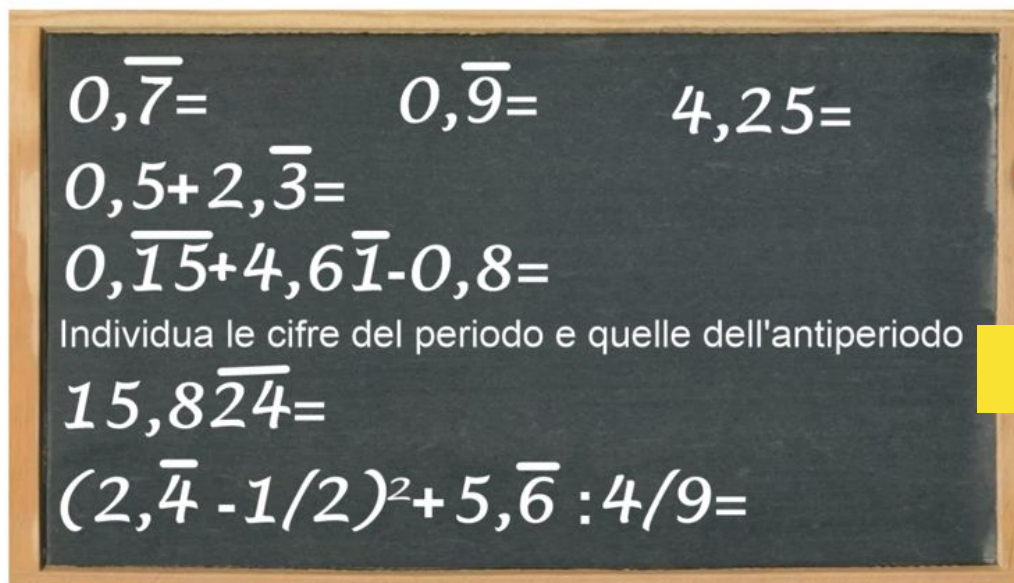 0,7̅= 0,9̅= 4,25=
0,5+2,3̅=
0,1̅5̅+4,61̅-0,8=
Individua le cifre del periodo e quelle dell'antiperiodo
15,82̅4̅=
(2,4̅ -1/2)²+5,6̅ :4/9=